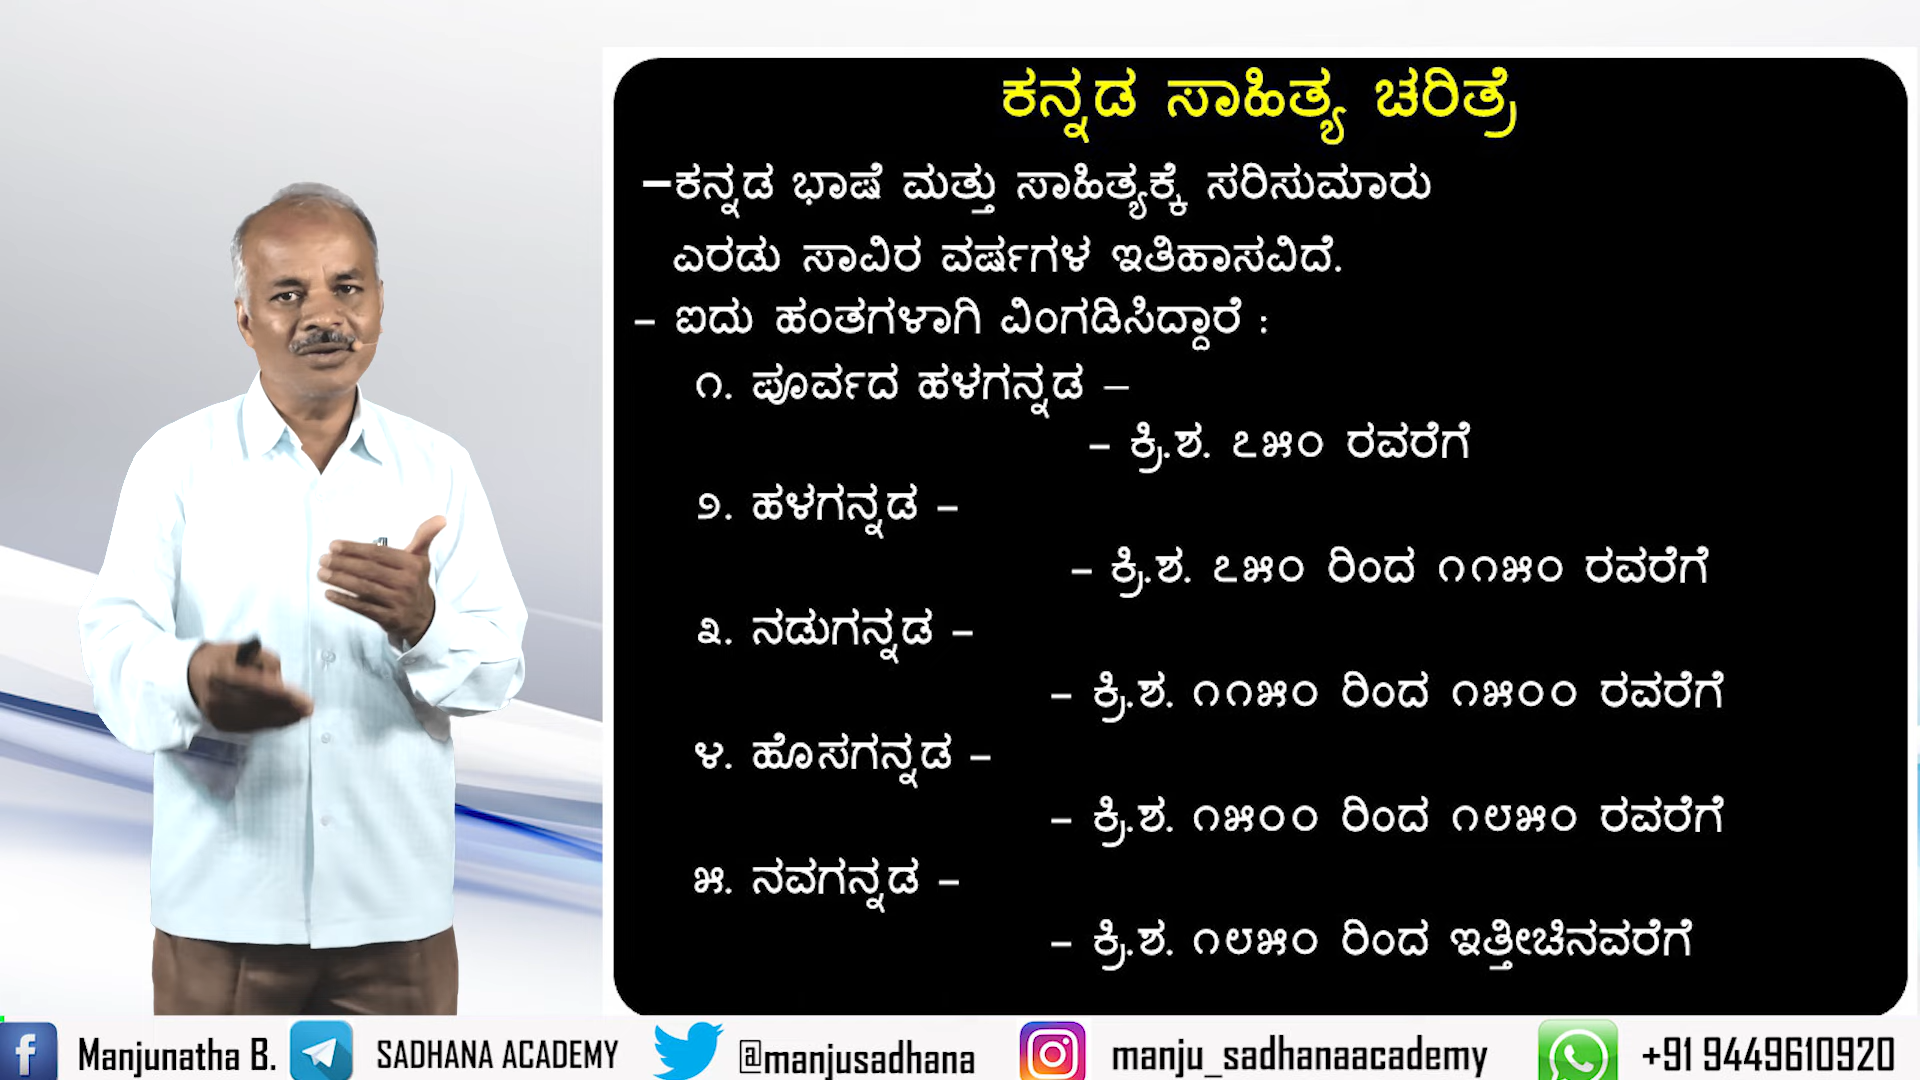 ಕನ್ನಡ ಸಾಹಿತ್ಯ ಚರಿತ್ರೆ
–ಕನ್ನಡ ಭಾಷೆ ಮತ್ತು ಸಾಹಿತ್ಯಕ್ಕೆ ಸರಿಸುಮಾರು
ಎರಡು ಸಾವಿರ ವರ್ಷಗಳ ಇತಿಹಾಸವಿದೆ.
– ಐದು ಹಂತಗಳಾಗಿ ವಿಂಗಡಿಸಿದ್ದಾರೆ :
೧. ಪೂರ್ವದ ಹಳಗನ್ನಡ –
– ಕ್ರಿ.ಶ. ೭೫೦ ರವರೆಗೆ
೨. ಹಳಗನ್ನಡ –
– ಕ್ರಿ.ಶ. ೭೫೦ ರಿಂದ ೧೧೫೦ ರವರೆಗೆ
೩. ನಡುಗನ್ನಡ –
– ಕ್ರಿ.ಶ. ೧೧೫೦ ರಿಂದ ೧೫೦೦ ರವರೆಗೆ
೪. ಹೊಸಗನ್ನಡ –
– ಕ್ರಿ.ಶ. ೧೫೦೦ ರಿಂದ ೧೮೫೦ ರವರೆಗೆ
೫. ನವಗನ್ನಡ –
– ಕ್ರಿ.ಶ. ೧೮೫೦ ರಿಂದ ಇತ್ತೀಚಿನವರೆಗೆ
Manjunatha B. SADHANA ACADEMY @manjusadhana manju_sadhanaacademy +91 9449610920